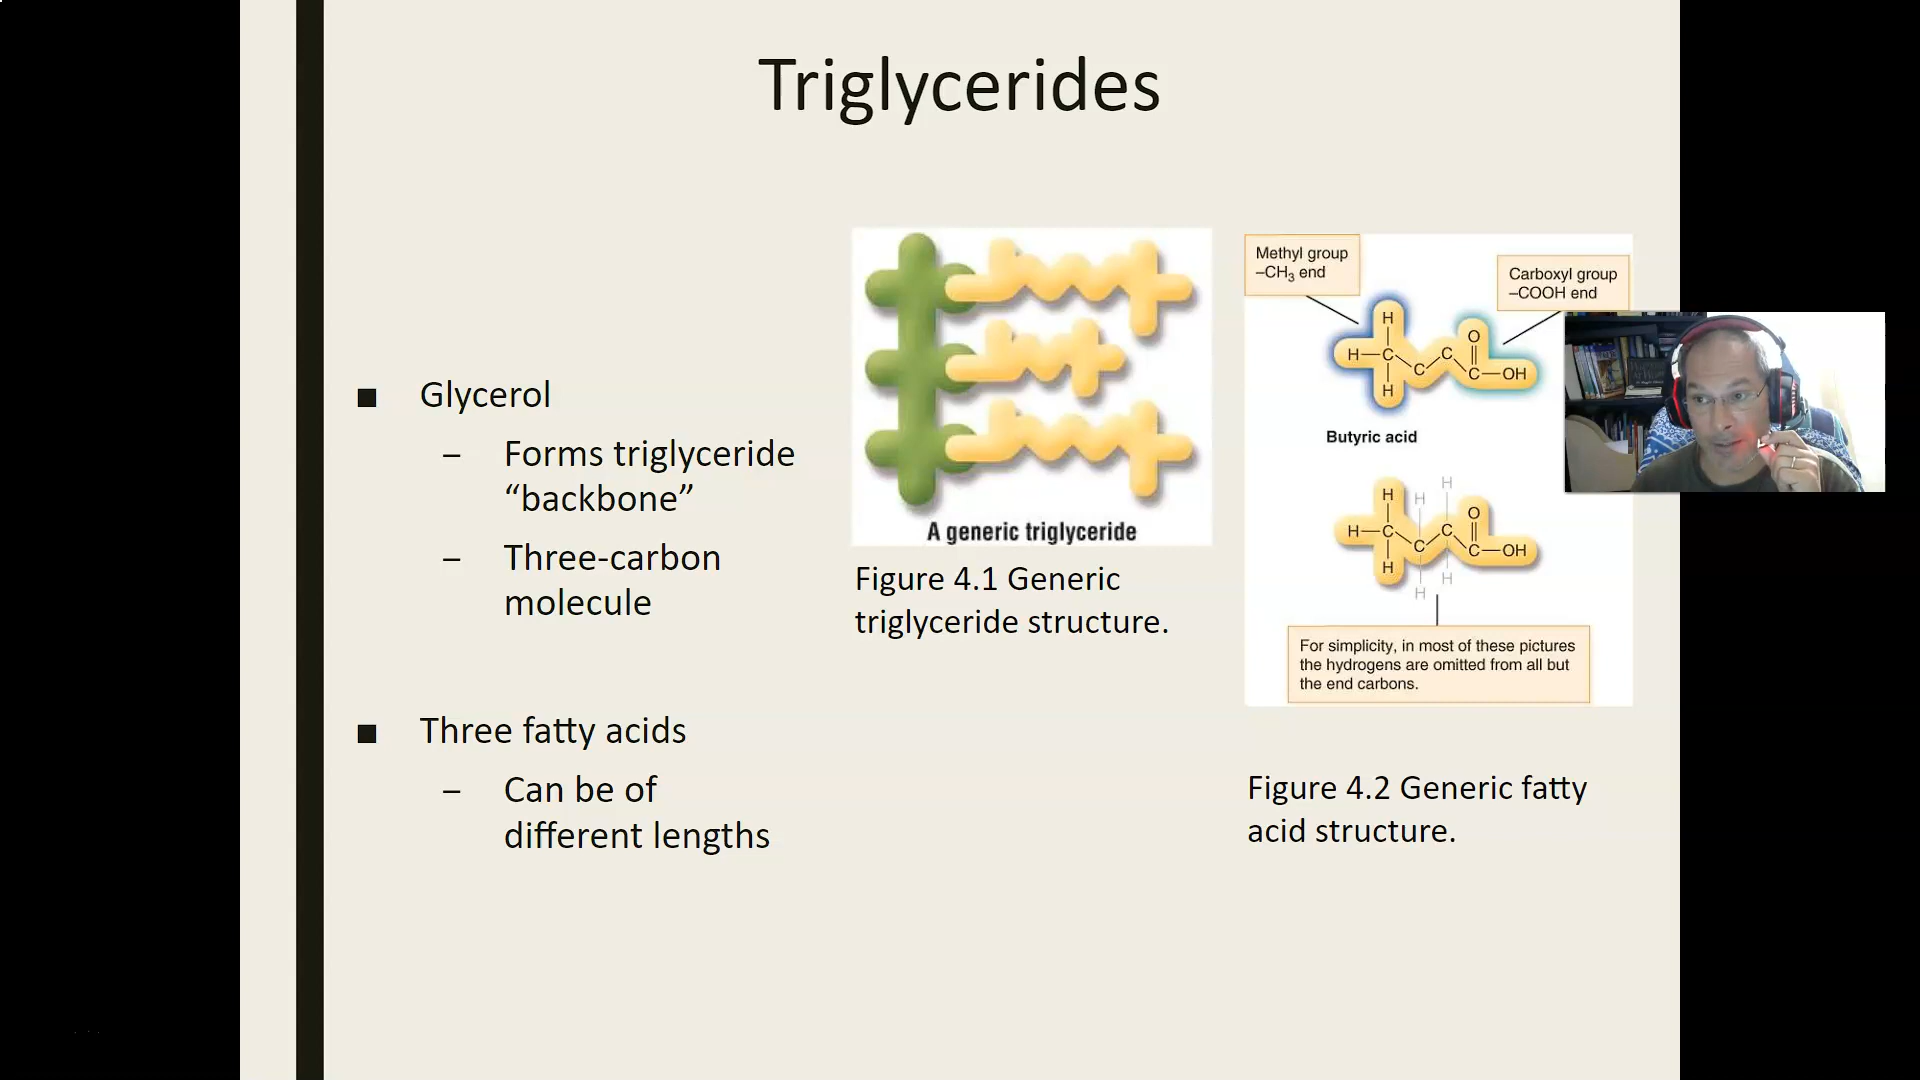 Triglycerides
■ Glycerol
– Forms triglyceride
“backbone”
– Three-carbon
molecule
■ Three fatty acids
– Can be of
different lengths
A generic triglyceride
Figure 4.1 Generic
triglyceride structure.
Methyl group
–CH₃ end
Carboxyl group
–COOH end
H
O
H C C C C OH
H
Butyric acid
H
H H O
H C C C C OH
H H H
For simplicity, in most of these pictures
the hydrogens are omitted from all but
the end carbons.
Figure 4.2 Generic fatty
acid structure.